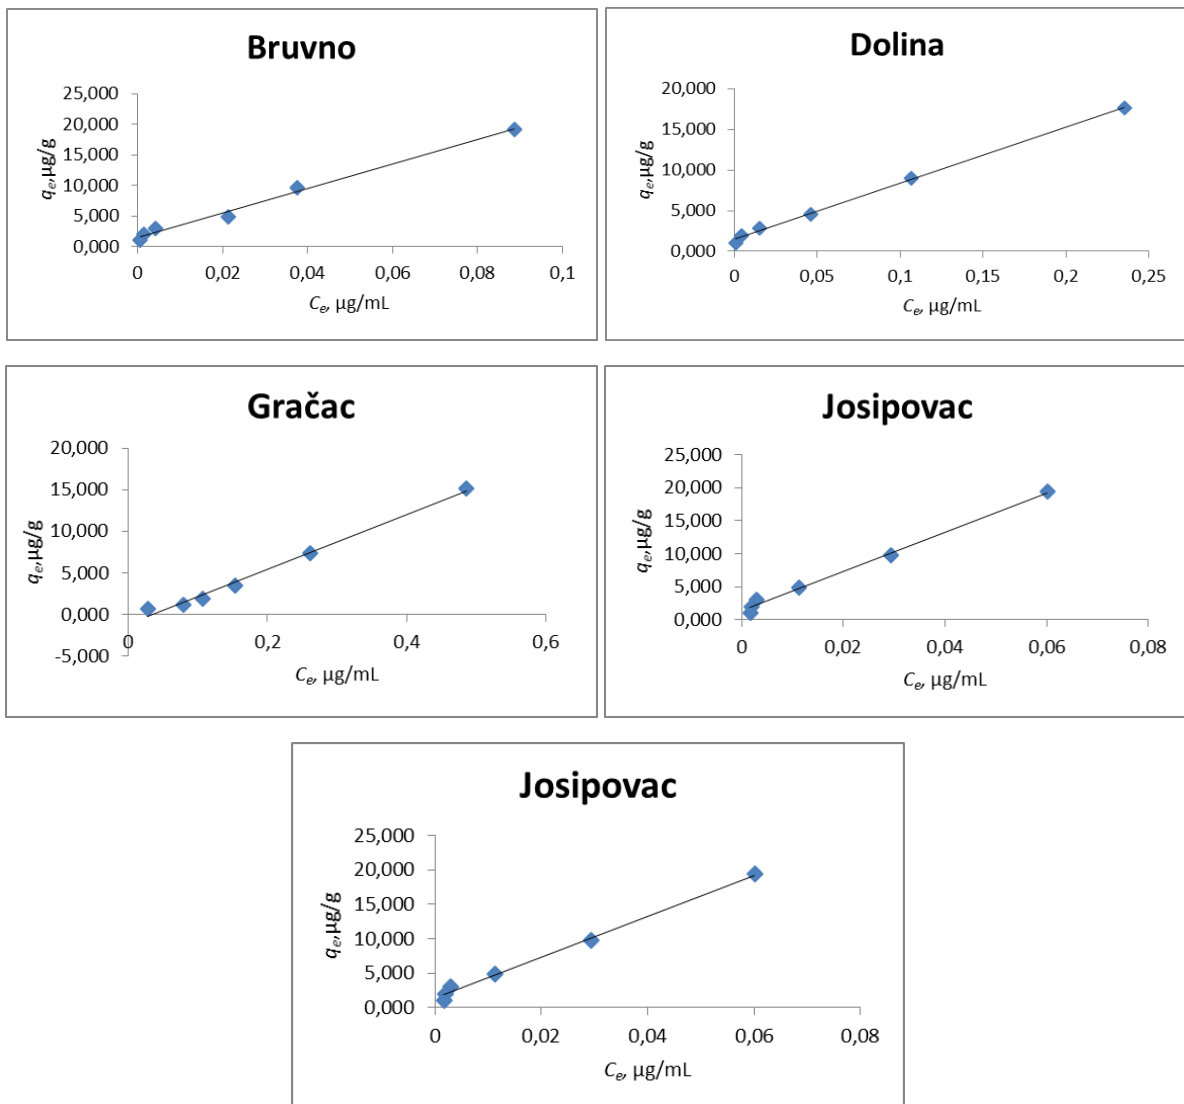 Bruvno
25,000
20,000
15,000
10,000
5,000
0,000
qe,µg/g
0 0,02 0,04 0,06 0,08 0,1
Ce, µg/mL
Dolina
20,000
15,000
10,000
5,000
0,000
qe,µg/g
0 0,05 0,1 0,15 0,2 0,25
Ce, µg/mL
Gračac
20,000
15,000
10,000
5,000
0,000
-5,000
qe,µg/g
0 0,2 0,4 0,6
Ce, µg/mL
Josipovac
25,000
20,000
15,000
10,000
5,000
0,000
qe,µg/g
0 0,02 0,04 0,06 0,08
Ce, µg/mL
Josipovac
25,000
20,000
15,000
10,000
5,000
0,000
qe,µg/g
0 0,02 0,04 0,06 0,08
Ce, µg/mL